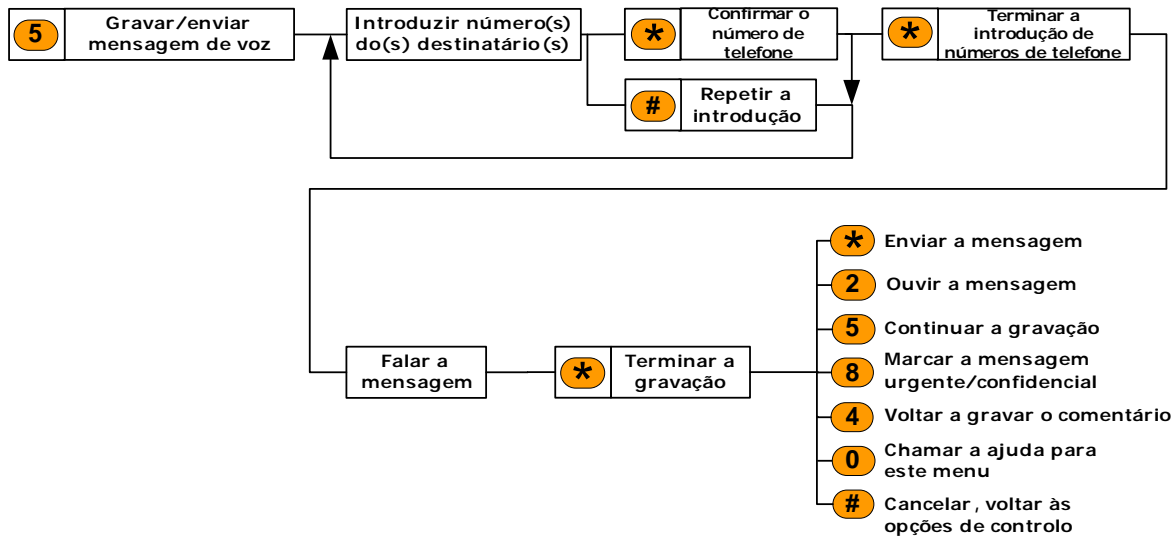 5
Gravar/enviar
mensagem de voz
Introduzir número(s)
do(s) destinatário(s)
*
Confirmar o
número de
telefone
#
Repetir a
introdução
*
Terminar a
introdução de
números de telefone
Falar a
mensagem
*
Terminar a
gravação
* Enviar a mensagem
2 Ouvir a mensagem
5 Continuar a gravação
8 Marcar a mensagem
urgente/confidencial
4 Voltar a gravar o comentário
0 Chamar a ajuda para
este menu
# Cancelar, voltar às
opções de controlo